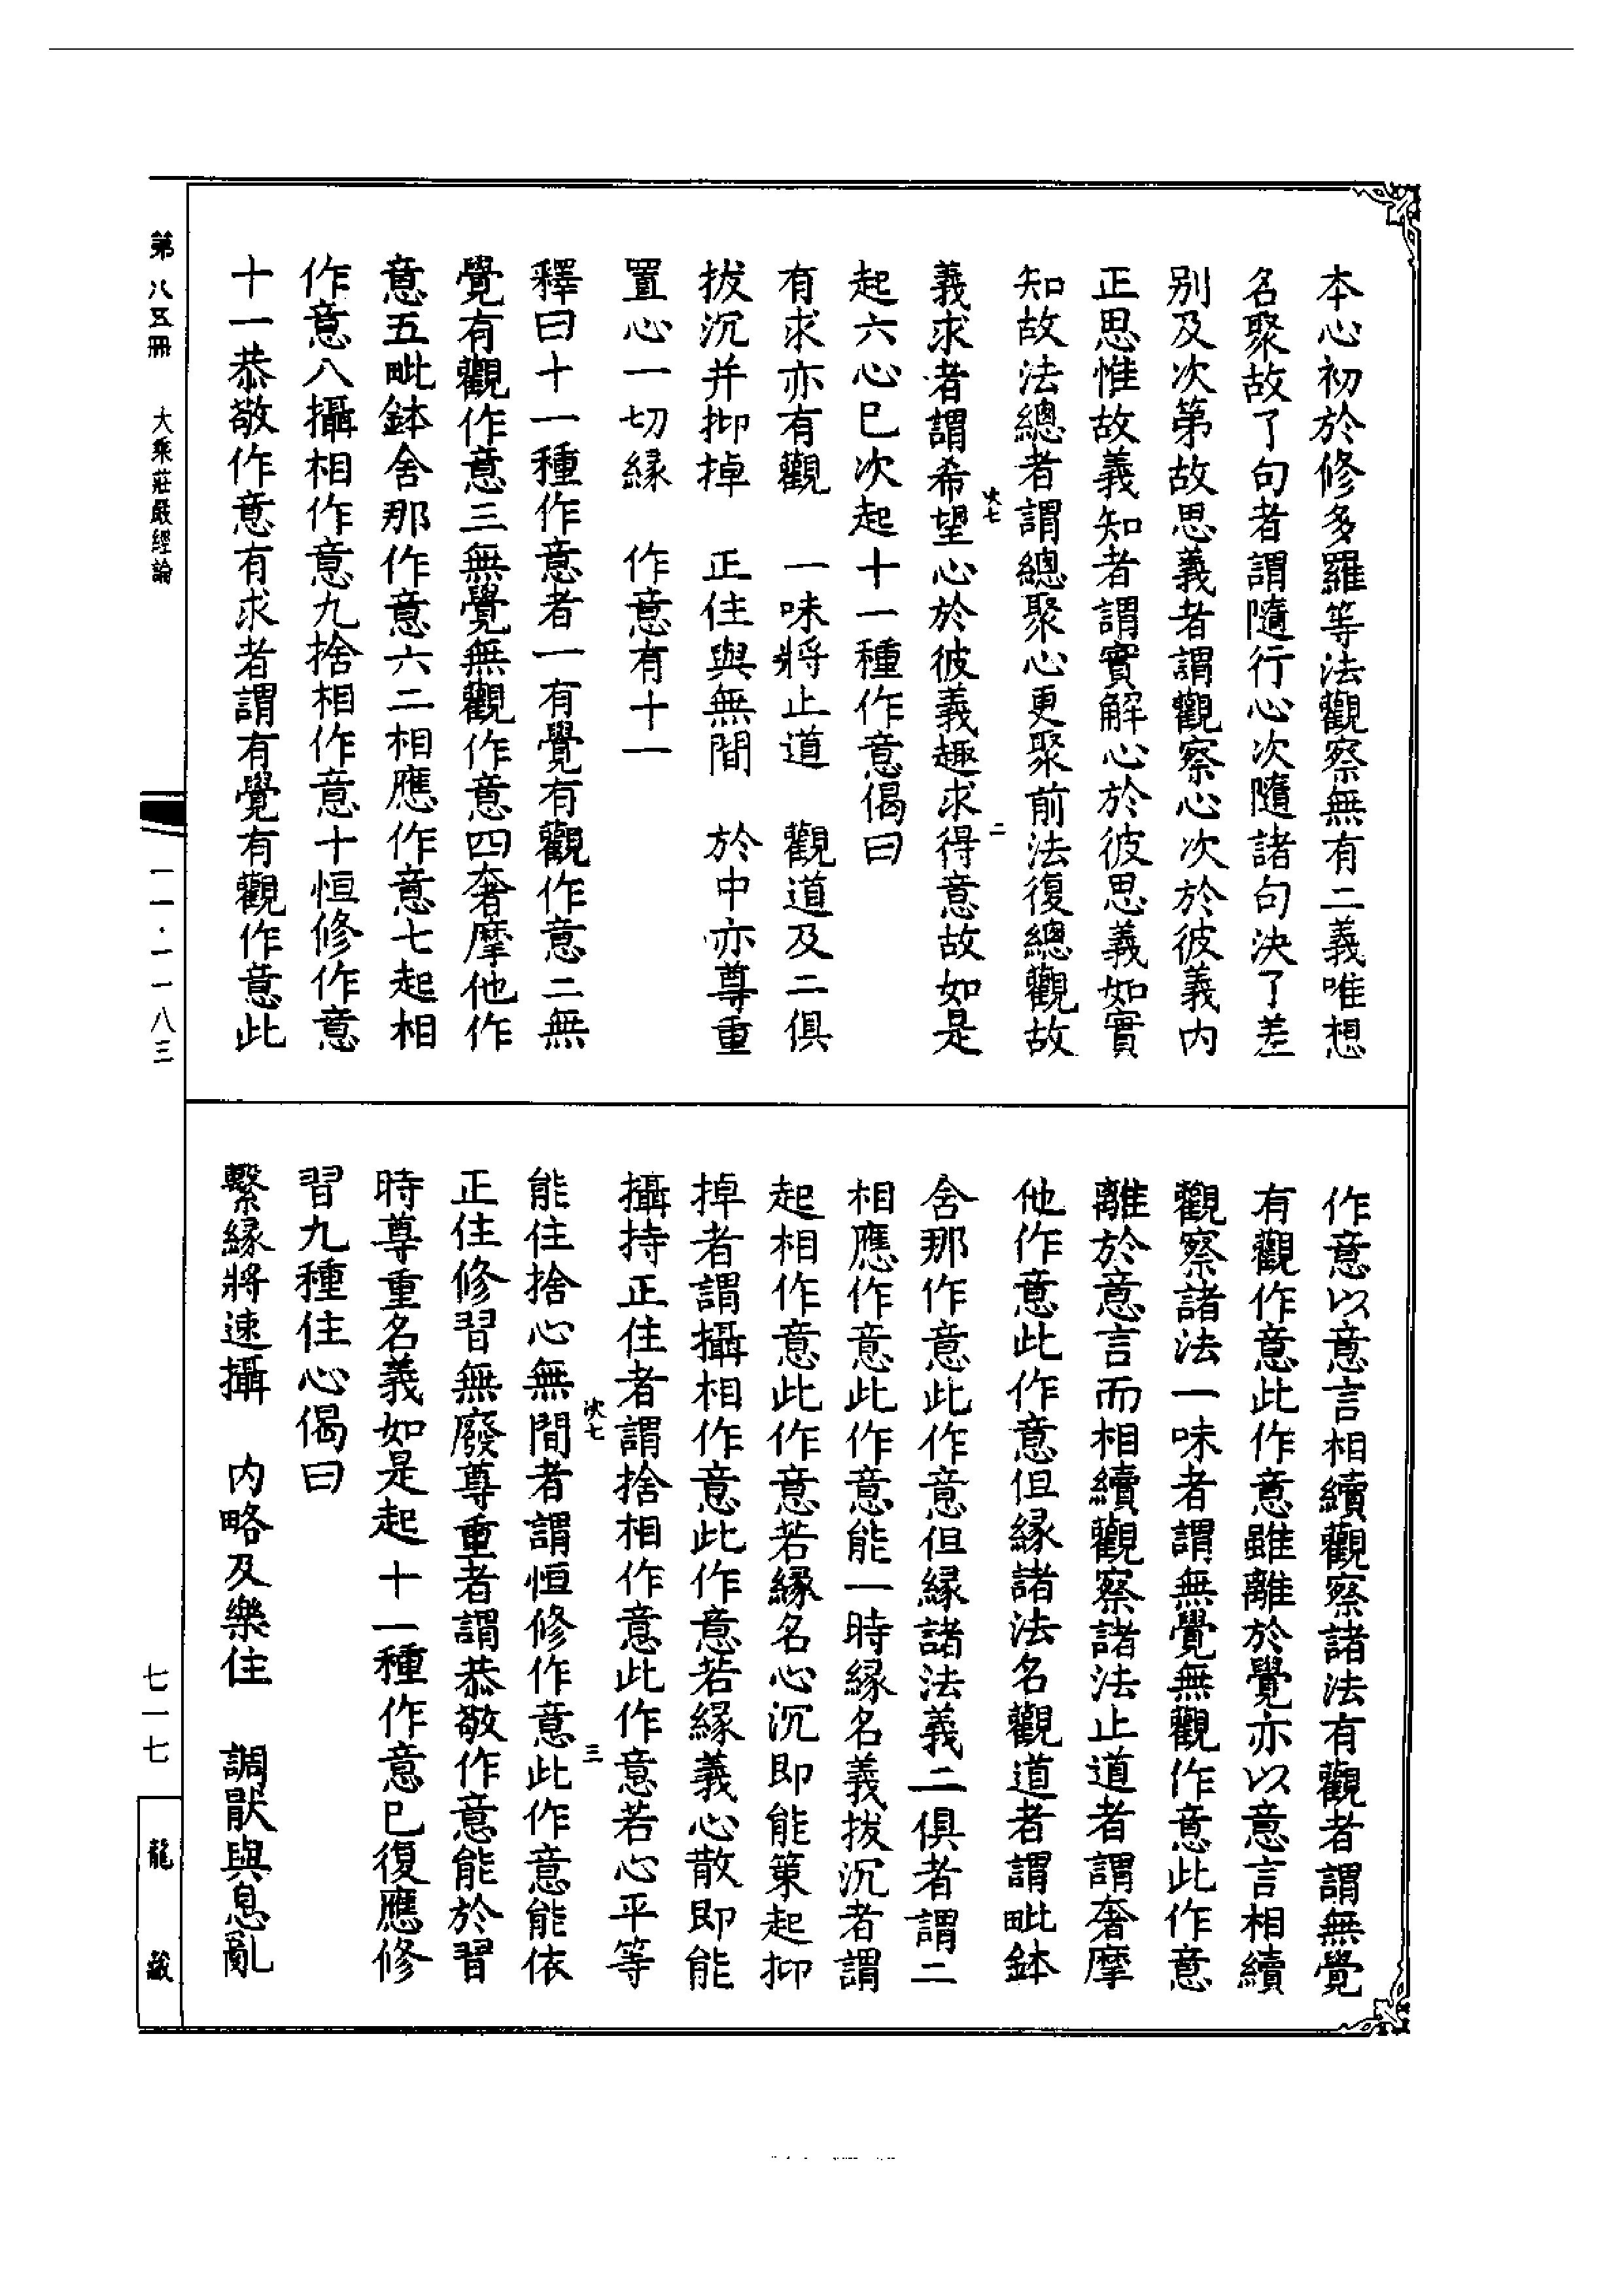 本心初於修多羅等法觀察無有二義唯想
名聚故了句者謂隨行心次隨諸句決了差
别及次第故思義者謂觀察心次於彼義内
正思惟故義知者謂實解心於彼思義如實
知故法總者謂總聚心更聚前法復總觀故
義求者謂希望心於彼義趣求得意故如是
起六心已次起十一種作意偈曰
有求亦有觀　一味將止道　觀道及二俱
拔沉并抑掉　正住與無間　於中亦尊重
置心一切緣　作意有十一
釋曰十一種作意者一有覺有觀作意二無
覺有觀作意三無覺無觀作意四奢摩他作
意五毗鉢舍那作意六二相應作意七起相
作意八攝相作意九捨相作意十恒修作意
十一恭敬作意有求者謂有覺有觀作意此
作意以意言相續觀察諸法有觀者謂無覺
有觀作意此作意雖離於覺亦以意言相續
觀察諸法一味者謂無覺無觀作意此作意
離於意言而相續觀察諸法止道者謂奢摩
他作意此作意但緣諸法名觀道者謂毗鉢
舍那作意此作意但緣諸法義二俱者謂二
相應作意此作意能一時緣名義拔沉者謂
起相作意此作意若緣名心沉即能策起抑
掉者謂攝相作意此作意若緣義心散即能
攝持正住者謂捨相作意此作意若心平等
能住捨心無間者謂恒修作意此作意能依
正住修習無廢尊重者謂恭敬作意能於習
時尊重名義如是起十一種作意已復應修
習九種住心偈曰
繫緣將速攝　内略及樂住　調厭與息亂
第八五冊　大乘莊嚴經論
一一·一一八三
七一七
龍藏
二
三